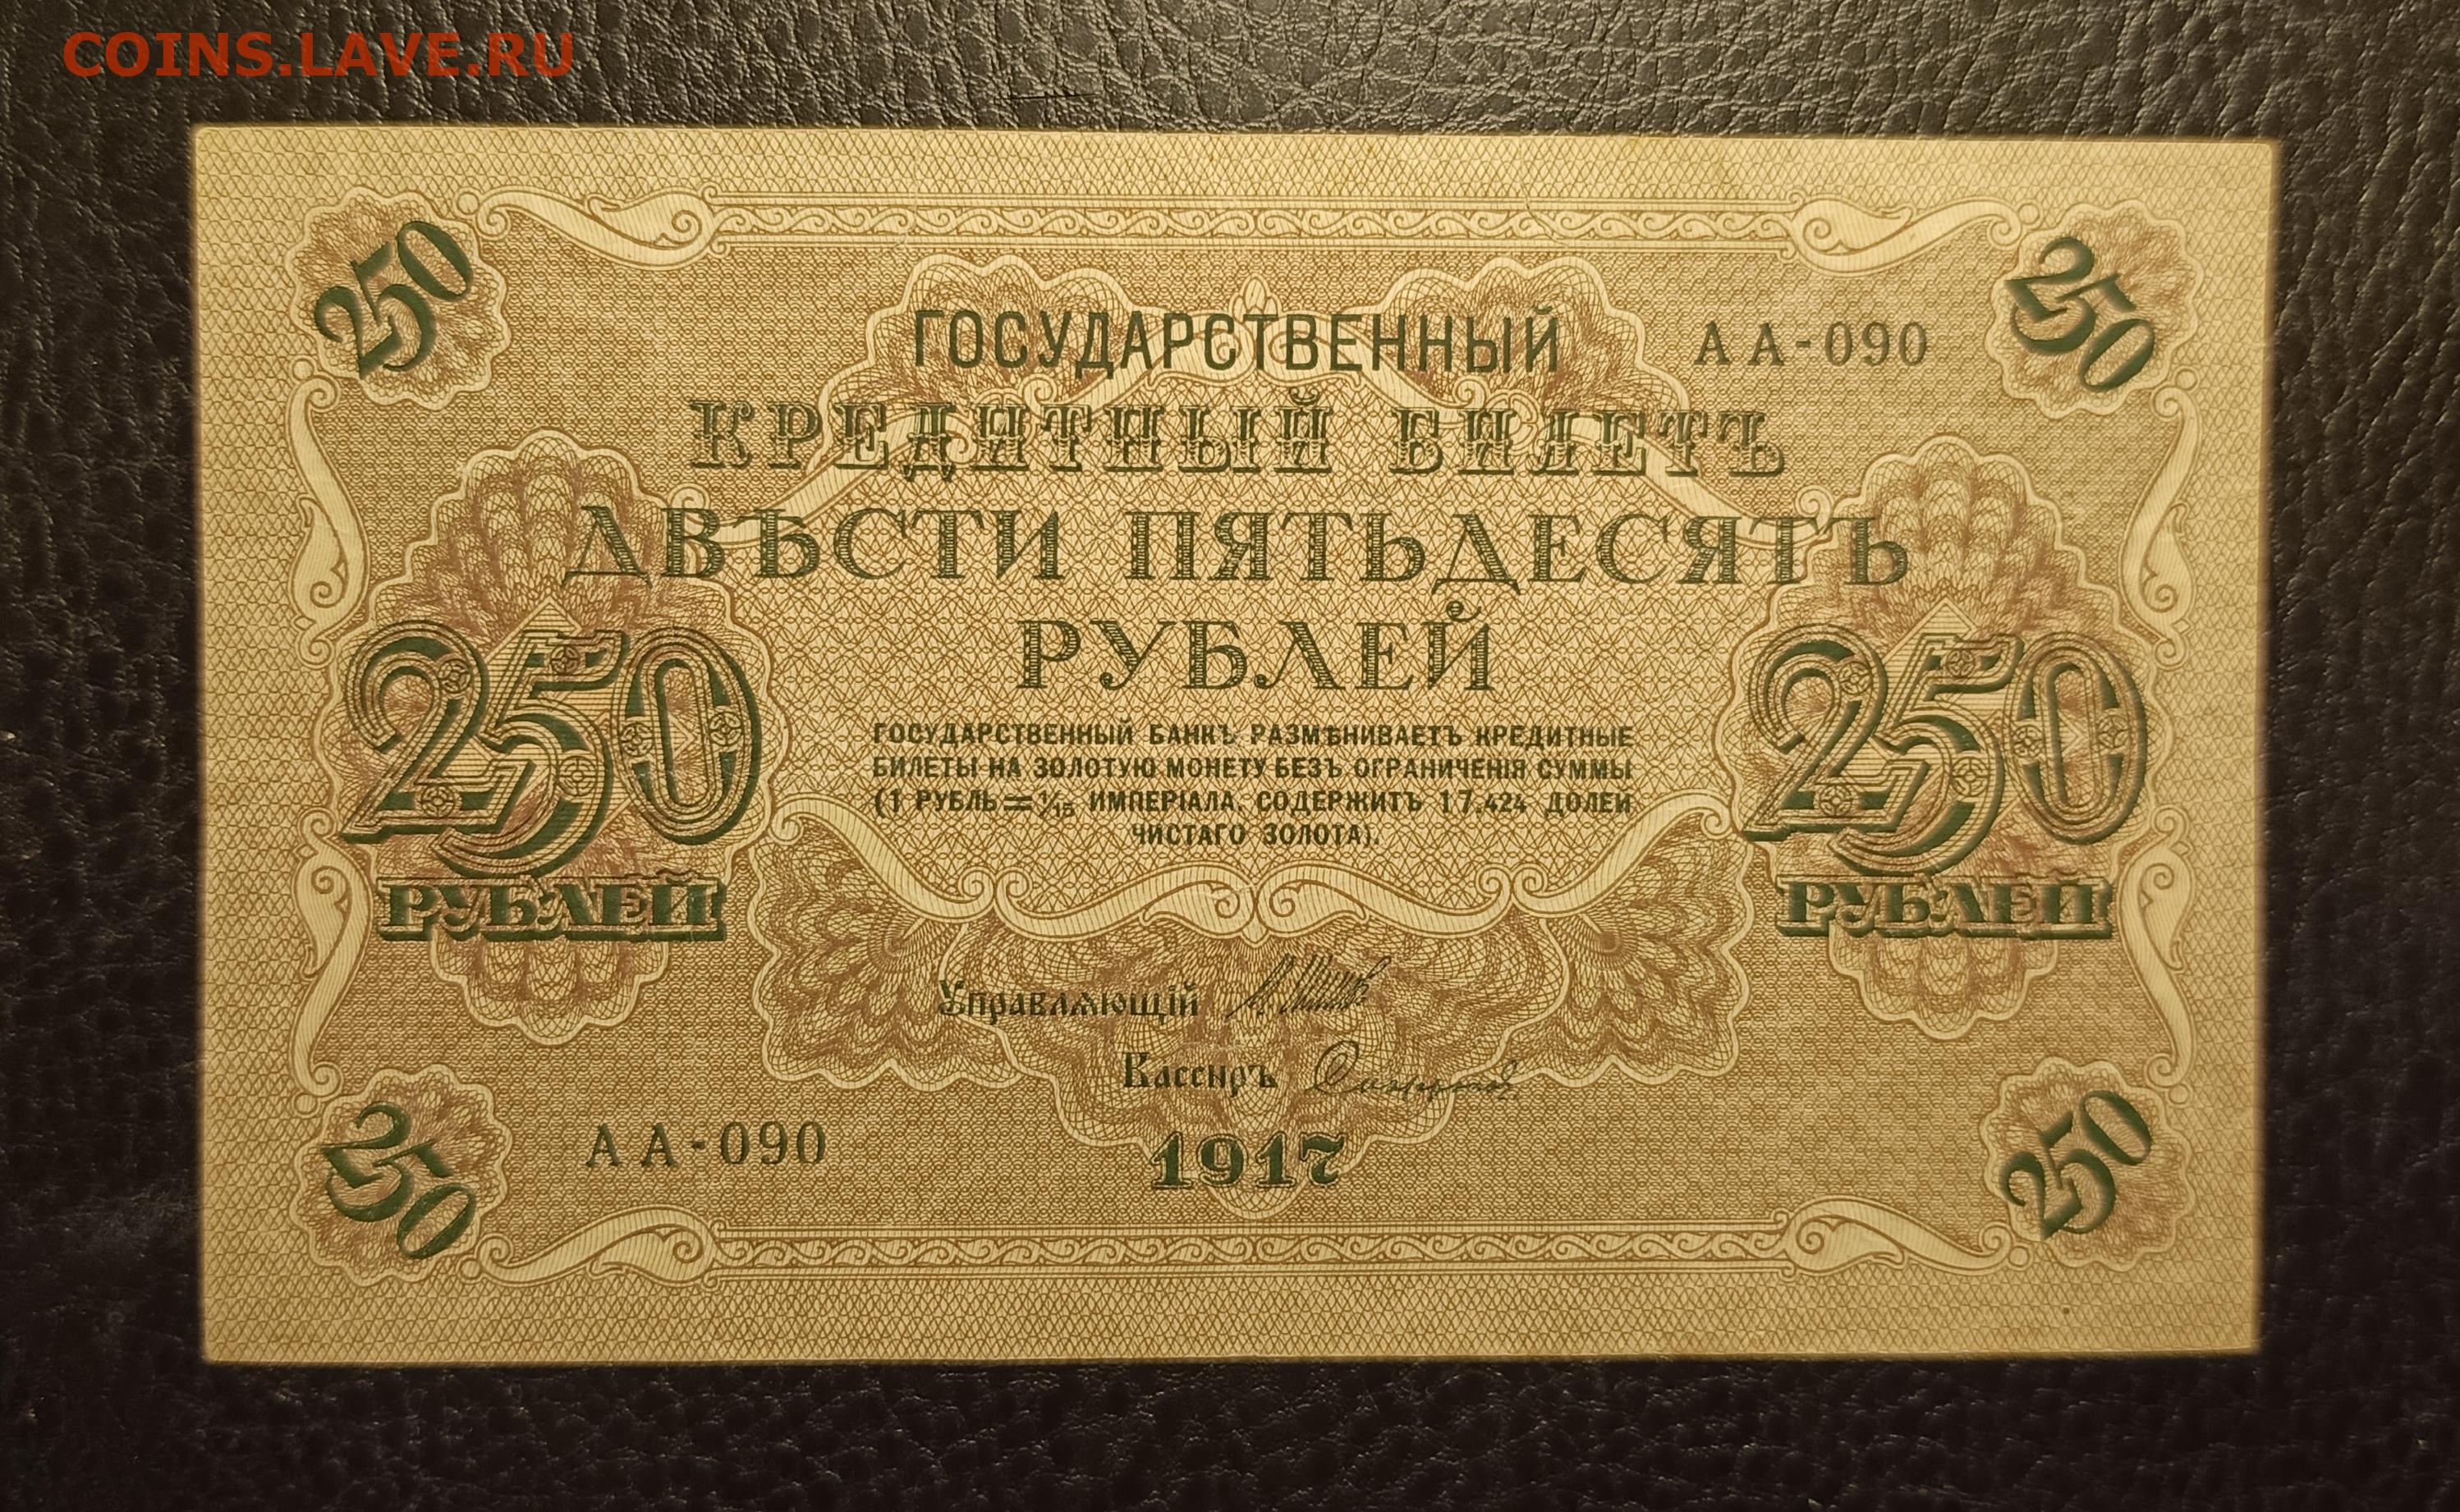 COINS.LAVE.RU
250
250
ГОСУДАРСТВЕННЫЙ
АА-090
КРЕДИТНЫЙ БИЛЕТЪ
ДВѢСТИ ПЯТЬДЕСЯТЪ
РУБЛЕЙ
250
РУБЛЕЙ
250
РУБЛЕЙ
ГОСУДАРСТВЕННЫЙ БАНКЪ РАЗМѢНИВАЕТЪ КРЕДИТНЫЕ
БИЛЕТЫ НА ЗОЛОТУЮ МОНЕТУ БЕЗЪ ОГРАНИЧЕНІЯ СУММЫ
(1 РУБЛЬ = 1/15 ИМПЕРІАЛА, СОДЕРЖИТЪ 17,424 ДОЛЕЙ
ЧИСТАГО ЗОЛОТА).
Управляющій
Кассиръ
АА-090
1917
250
250